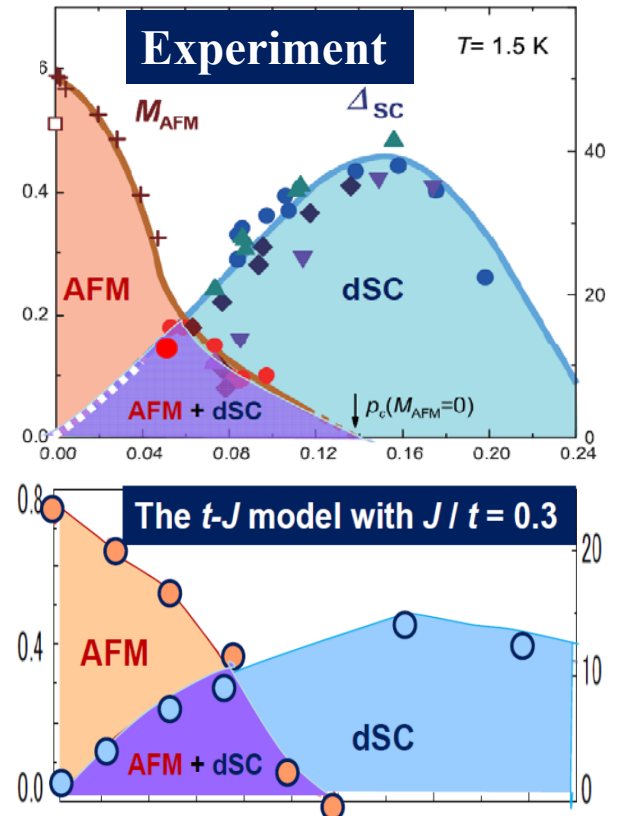 Experiment
T= 1.5 K
M_AFM
Δ_SC
6
0.4
0.2
0.0
40
20
0
AFM
dSC
AFM + dSC
p_c(M_AFM=0)
0.00 0.04 0.08 0.12 0.16 0.20 0.24
The t-J model with J / t = 0.3
0.8
0.4
0.0
20
10
0
AFM
dSC
AFM + dSC